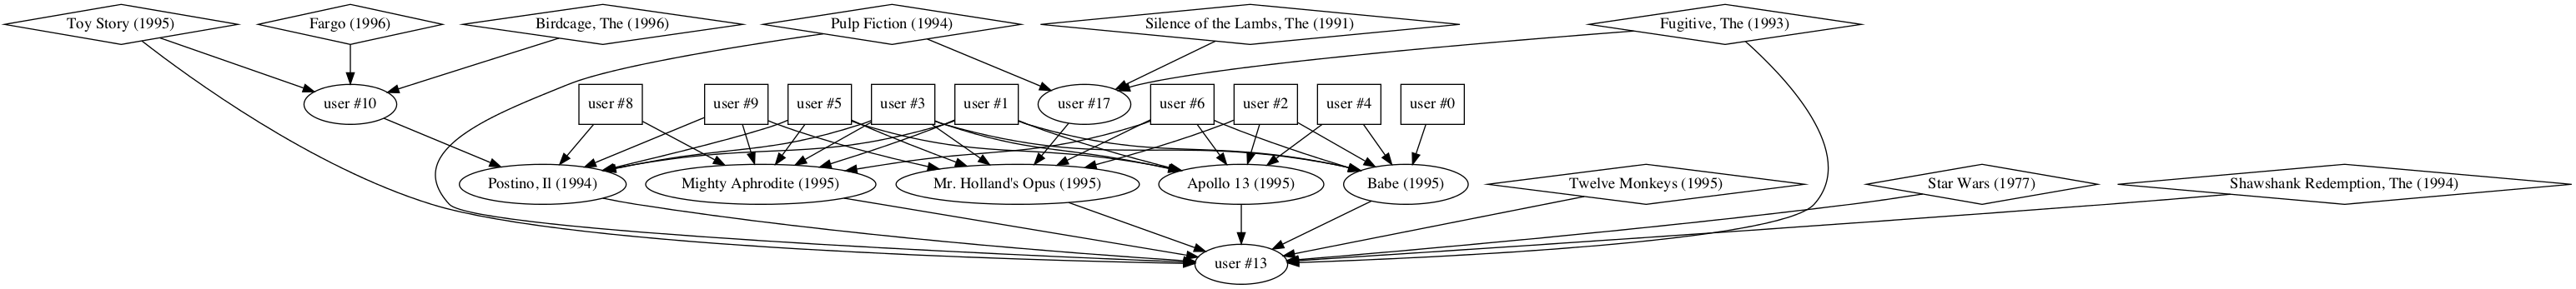 Toy Story (1995)
Fargo (1996)
Birdcage, The (1996)
Pulp Fiction (1994)
Silence of the Lambs, The (1991)
Fugitive, The (1993)
user #10
user #8
user #9
user #5
user #3
user #1
user #17
user #6
user #2
user #4
user #0
Postino, Il (1994)
Mighty Aphrodite (1995)
Mr. Holland's Opus (1995)
Apollo 13 (1995)
Babe (1995)
Twelve Monkeys (1995)
Star Wars (1977)
Shawshank Redemption, The (1994)
user #13